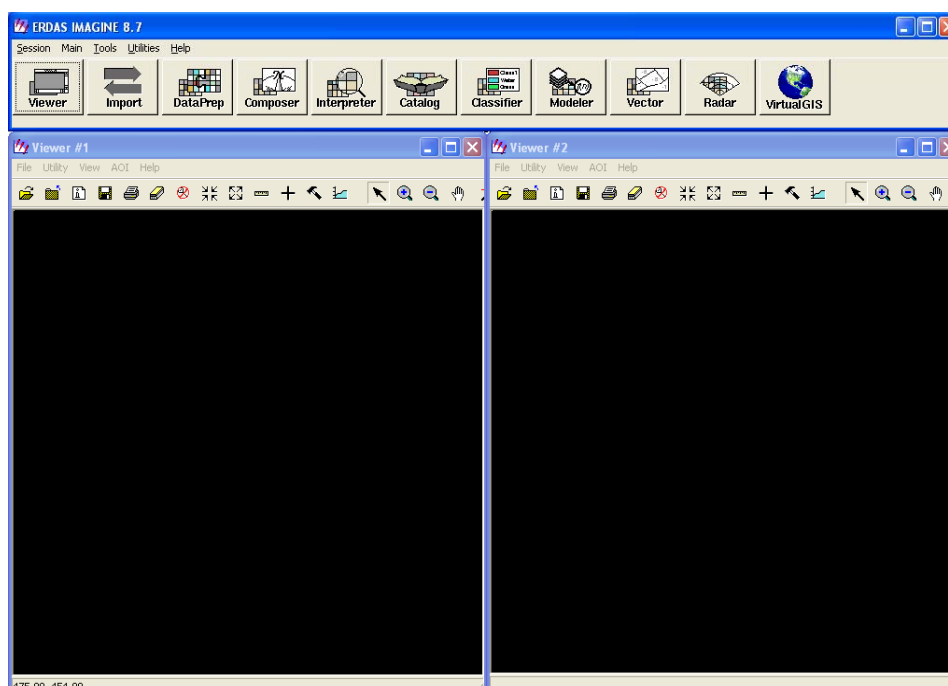 ERDAS IMAGINE 8.7
Session Main Tools Utilities Help
Viewer Import DataPrep Composer Interpreter Catalog Classifier Modeler Vector Radar VirtualGIS
Viewer #1
File Utility View AOI Help
Viewer #2
File Utility View AOI Help